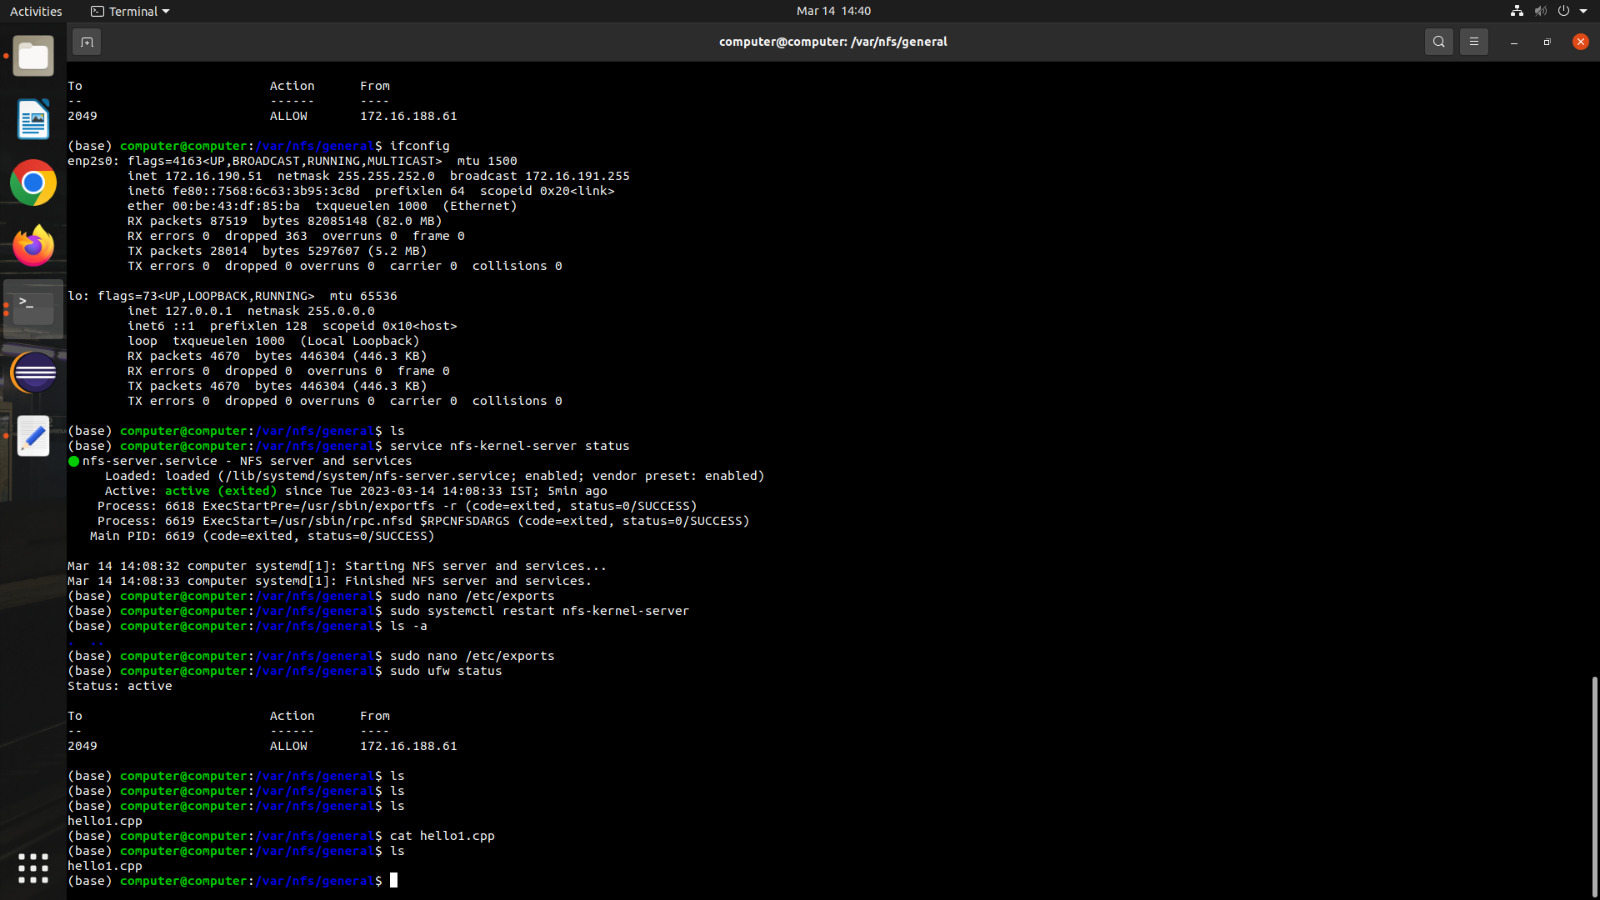 Activities Terminal Mar 14 14:40
computer@computer: /var/nfs/general
To Action From
-- ------ ----
2049 ALLOW 172.16.188.61
(base) computer@computer:/var/nfs/general$ ifconfig
enp2s0: flags=4163<UP,BROADCAST,RUNNING,MULTICAST> mtu 1500
inet 172.16.190.51 netmask 255.255.252.0 broadcast 172.16.191.255
inet6 fe80::7568:6c63:3b95:3c8d prefixlen 64 scopeid 0x20<link>
ether 00:be:43:df:85:ba txqueuelen 1000 (Ethernet)
RX packets 87519 bytes 82085148 (82.0 MB)
RX errors 0 dropped 363 overruns 0 frame 0
TX packets 28014 bytes 5297607 (5.2 MB)
TX errors 0 dropped 0 overruns 0 carrier 0 collisions 0
lo: flags=73<UP,LOOPBACK,RUNNING> mtu 65536
inet 127.0.0.1 netmask 255.0.0.0
inet6 ::1 prefixlen 128 scopeid 0x10<host>
loop txqueuelen 1000 (Local Loopback)
RX packets 4670 bytes 446304 (446.3 KB)
RX errors 0 dropped 0 overruns 0 frame 0
TX packets 4670 bytes 446304 (446.3 KB)
TX errors 0 dropped 0 overruns 0 carrier 0 collisions 0
(base) computer@computer:/var/nfs/general$ ls
(base) computer@computer:/var/nfs/general$ service nfs-kernel-server status
● nfs-server.service - NFS server and services
Loaded: loaded (/lib/systemd/system/nfs-server.service; enabled; vendor preset: enabled)
Active: active (exited) since Tue 2023-03-14 14:08:33 IST; 5min ago
Process: 6618 ExecStartPre=/usr/sbin/exportfs -r (code=exited, status=0/SUCCESS)
Process: 6619 ExecStart=/usr/sbin/rpc.nfsd $RPCNFSDARGS (code=exited, status=0/SUCCESS)
Main PID: 6619 (code=exited, status=0/SUCCESS)
Mar 14 14:08:32 computer systemd[1]: Starting NFS server and services...
Mar 14 14:08:33 computer systemd[1]: Finished NFS server and services.
(base) computer@computer:/var/nfs/general$ sudo nano /etc/exports
(base) computer@computer:/var/nfs/general$ sudo systemctl restart nfs-kernel-server
(base) computer@computer:/var/nfs/general$ ls -a
. ..
(base) computer@computer:/var/nfs/general$ sudo nano /etc/exports
(base) computer@computer:/var/nfs/general$ sudo ufw status
Status: active
To Action From
-- ------ ----
2049 ALLOW 172.16.188.61
(base) computer@computer:/var/nfs/general$ ls
(base) computer@computer:/var/nfs/general$ ls
(base) computer@computer:/var/nfs/general$ ls
hello1.cpp
(base) computer@computer:/var/nfs/general$ cat hello1.cpp
(base) computer@computer:/var/nfs/general$ ls
hello1.cpp
(base) computer@computer:/var/nfs/general$